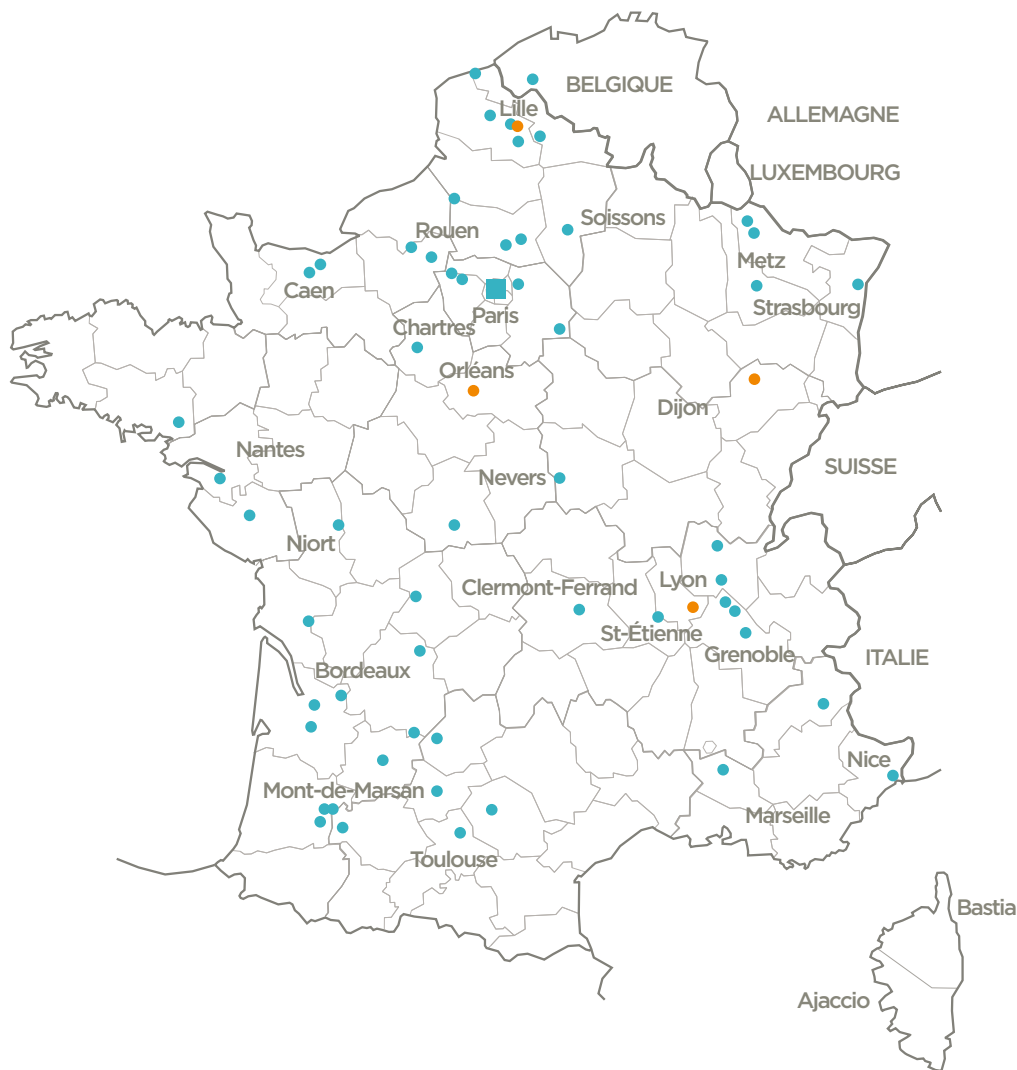 BELGIQUE
Lille
ALLEMAGNE
LUXEMBOURG
Soissons
Rouen
Metz
Caen
Strasbourg
Paris
Chartres
Orléans
Dijon
Nantes
SUISSE
Nevers
Niort
Lyon
Clermont-Ferrand
St-Étienne
Grenoble
ITALIE
Bordeaux
Nice
Mont-de-Marsan
Marseille
Toulouse
Bastia
Ajaccio